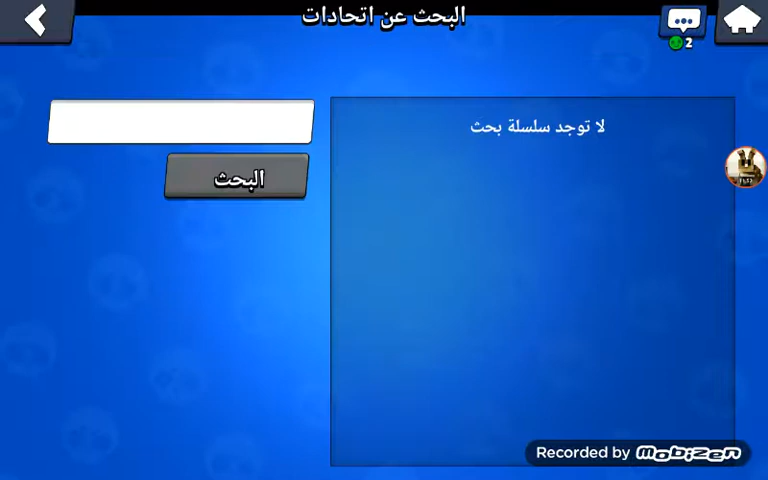 البحث عن اتحادات
2
لا توجد سلسلة بحث
البحث
Recorded by mobizen